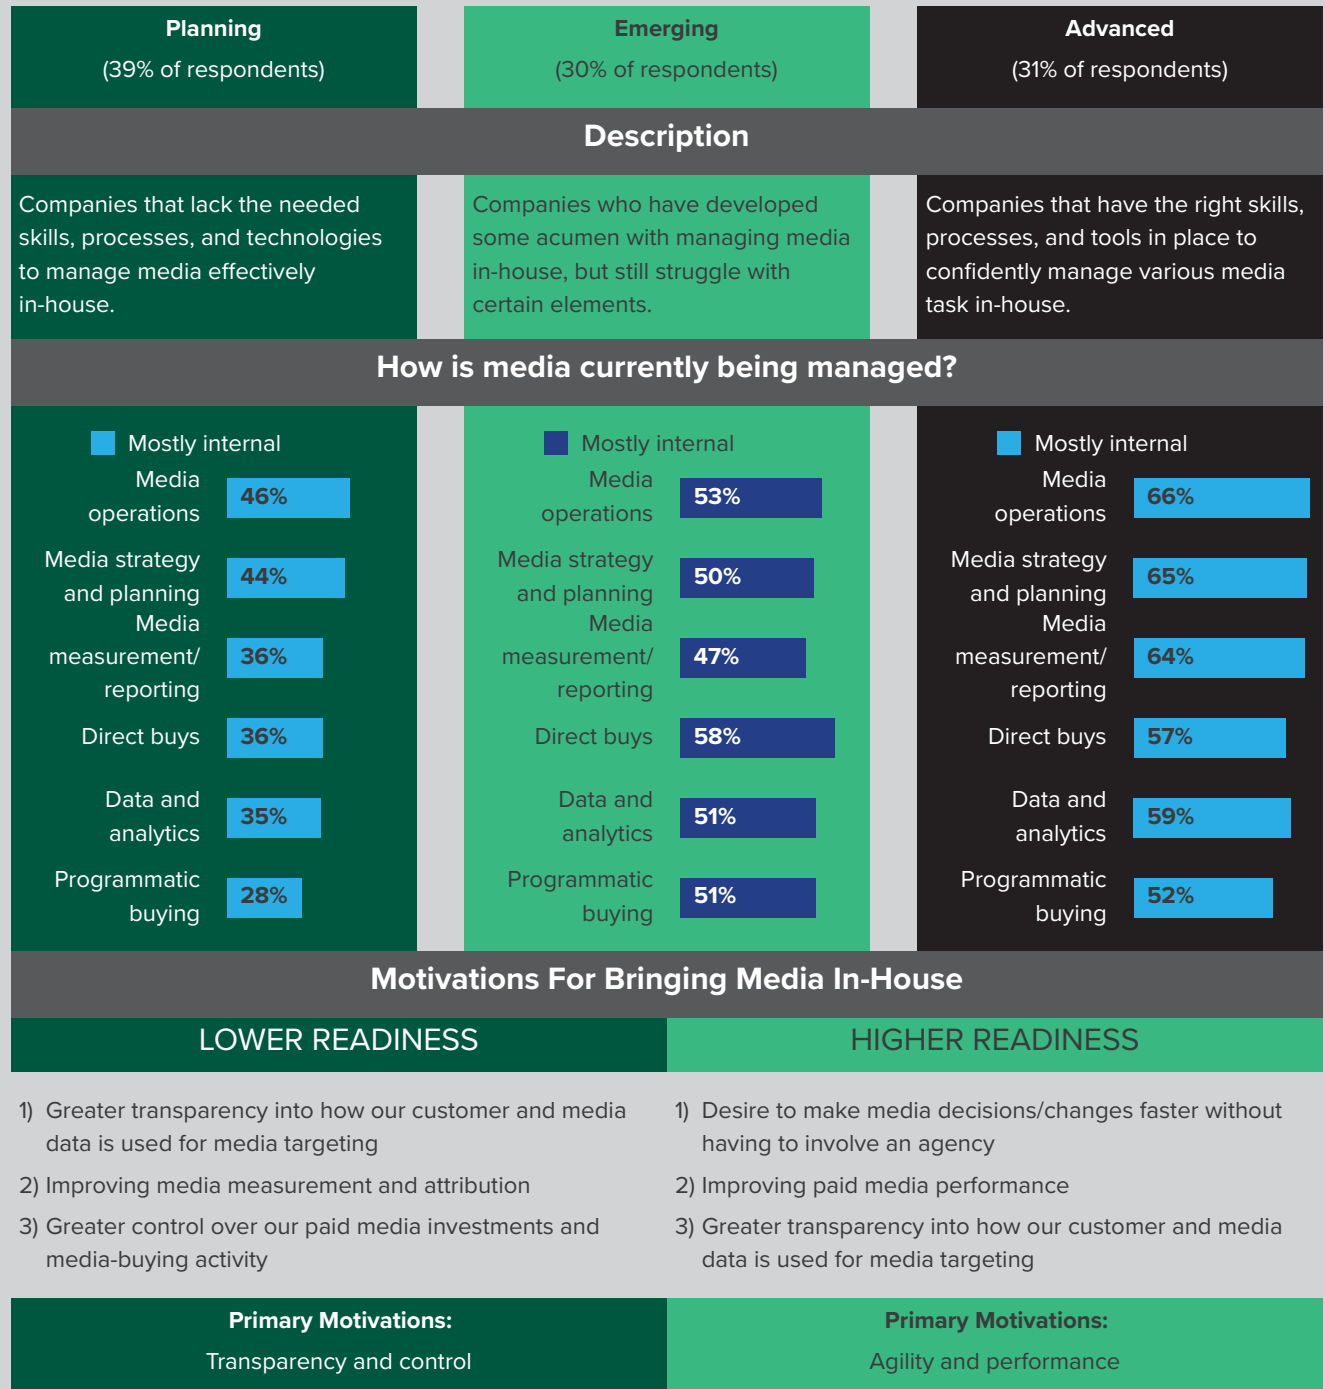 Planning
(39% of respondents)
Emerging
(30% of respondents)
Advanced
(31% of respondents)
Description
Companies that lack the needed
skills, processes, and technologies
to manage media effectively
in-house.
Companies who have developed
some acumen with managing media
in-house, but still struggle with
certain elements.
Companies that have the right skills,
processes, and tools in place to
confidently manage various media
task in-house.
How is media currently being managed?
Mostly internal
Media
operations
46%
Media strategy
and planning
44%
Media
measurement/
reporting
36%
Direct buys
36%
Data and
analytics
35%
Programmatic
buying
28%
Mostly internal
Media
operations
53%
Media strategy
and planning
50%
Media
measurement/
reporting
47%
Direct buys
58%
Data and
analytics
51%
Programmatic
buying
51%
Mostly internal
Media
operations
66%
Media strategy
and planning
65%
Media
measurement/
reporting
64%
Direct buys
57%
Data and
analytics
59%
Programmatic
buying
52%
Motivations For Bringing Media In-House
LOWER READINESS
1) Greater transparency into how our customer and media
data is used for media targeting
2) Improving media measurement and attribution
3) Greater control over our paid media investments and
media-buying activity
Primary Motivations:
Transparency and control
HIGHER READINESS
1) Desire to make media decisions/changes faster without
having to involve an agency
2) Improving paid media performance
3) Greater transparency into how our customer and media
data is used for media targeting
Primary Motivations:
Agility and performance